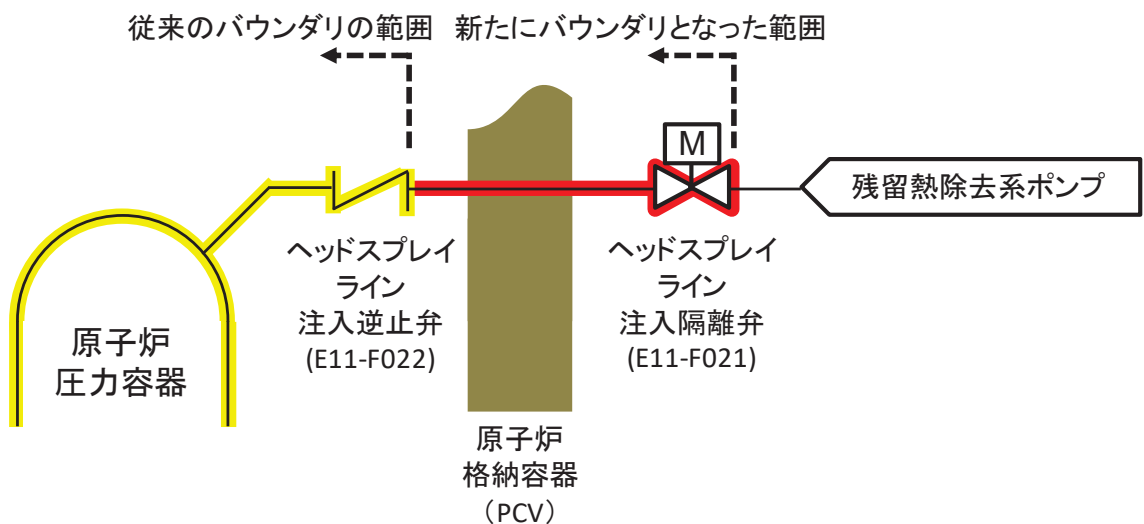 従来のバウンダリの範囲
新たにバウンダリとなった範囲
M
残留熱除去系ポンプ
ヘッドスプレイ
ライン
注入逆止弁
(E11-F022)
ヘッドスプレイ
ライン
注入隔離弁
(E11-F021)
原子炉
圧力容器
原子炉
格納容器
（PCV）